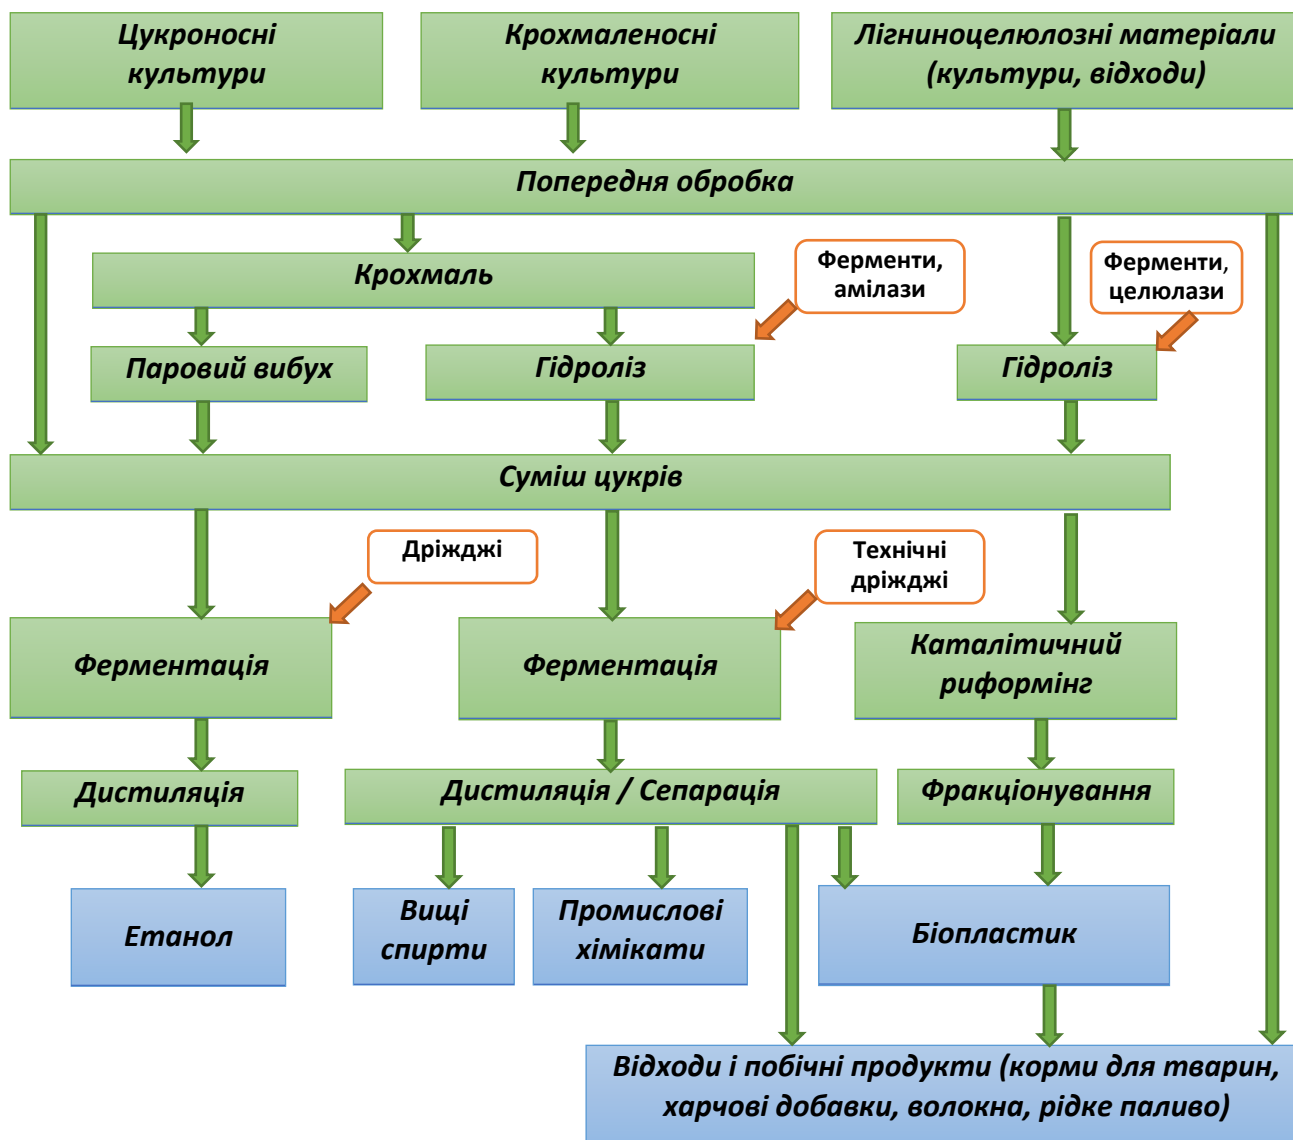 Цукроносні
культури
Крохмаленосні
культури
Лігниноцелюлозні матеріали
(культури, відходи)
Попередня обробка
Крохмаль
Ферменти,
амілази
Ферменти,
целюлази
Паровий вибух
Гідроліз
Гідроліз
Суміш цукрів
Дріжджі
Технічні
дріжджі
Ферментація
Ферментація
Каталітичний
риформінг
Дистиляція
Дистиляція / Сепарація
Фракціонування
Етанол
Вищі
спирти
Промислові
хімікати
Біопластик
Відходи і побічні продукти (корми для тварин,
харчові добавки, волокна, рідке паливо)